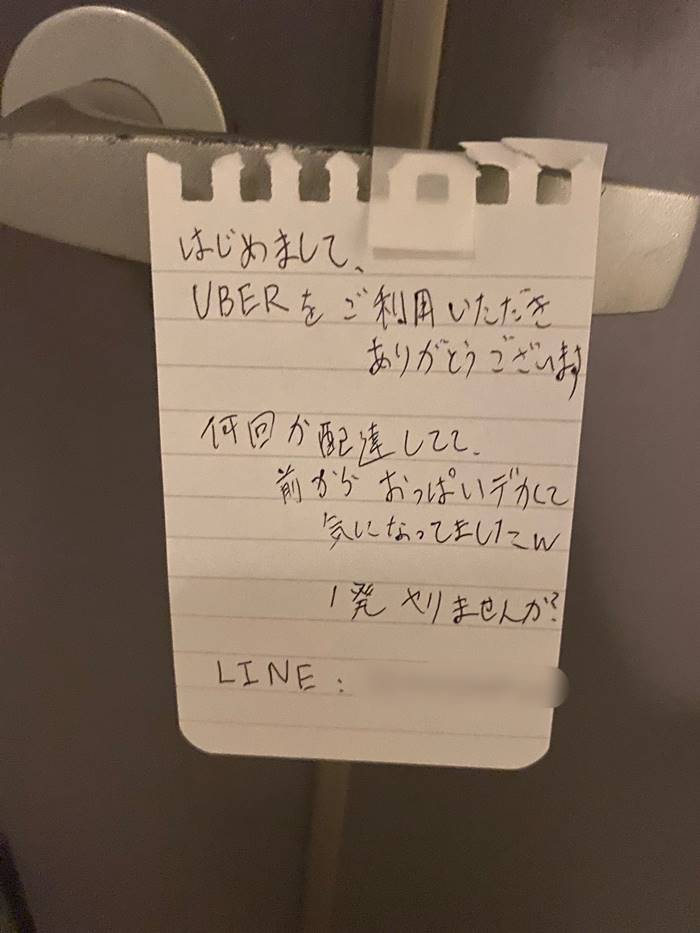 はじめまして、
UBERをご利用いただき
ありがとうございます
何回か配達してて、
前からおっぱいデカくて
気になってましたw
1発ヤリませんか?
LINE: